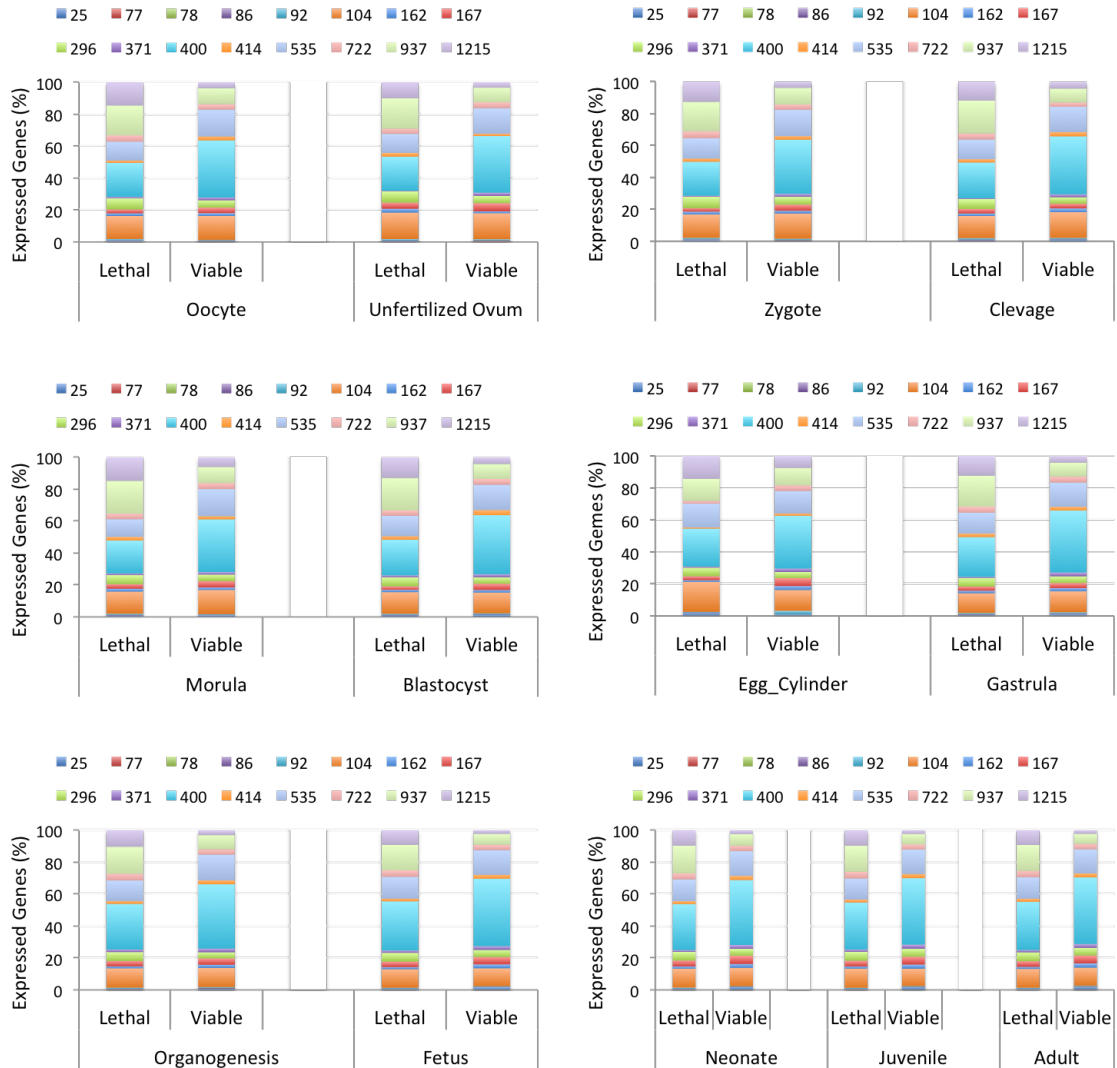 25 77 78 86 92 104 162 167
296 371 400 414 535 722 937 1215
Expressed Genes (%)
100
80
60
40
20
0
Lethal Viable Lethal Viable
Oocyte Unfertilized Ovum
25 77 78 86 92 104 162 167
296 371 400 414 535 722 937 1215
Expressed Genes (%)
100
80
60
40
20
0
Lethal Viable Lethal Viable
Zygote Clevage
25 77 78 86 92 104 162 167
296 371 400 414 535 722 937 1215
Expressed Genes (%)
100
80
60
40
20
0
Lethal Viable Lethal Viable
Morula Blastocyst
25 77 78 86 92 104 162 167
296 371 400 414 535 722 937 1215
Expressed Gemes (%)
100
80
60
40
20
0
Lethal Viable Lethal Viable
Egg_Cylinder Gastrula
25 77 78 86 92 104 162 167
296 371 400 414 535 722 937 1215
Expressed Genes (%)
100
80
60
40
20
0
Lethal Viable Lethal Viable
Organogenesis Fetus
25 77 78 86 92 104 162 167
296 371 400 414 535 722 937 1215
Expressed Genes (%)
100
80
60
40
20
0
Lethal Viable Lethal Viable Lethal Viable
Neonate Juvenile Adult